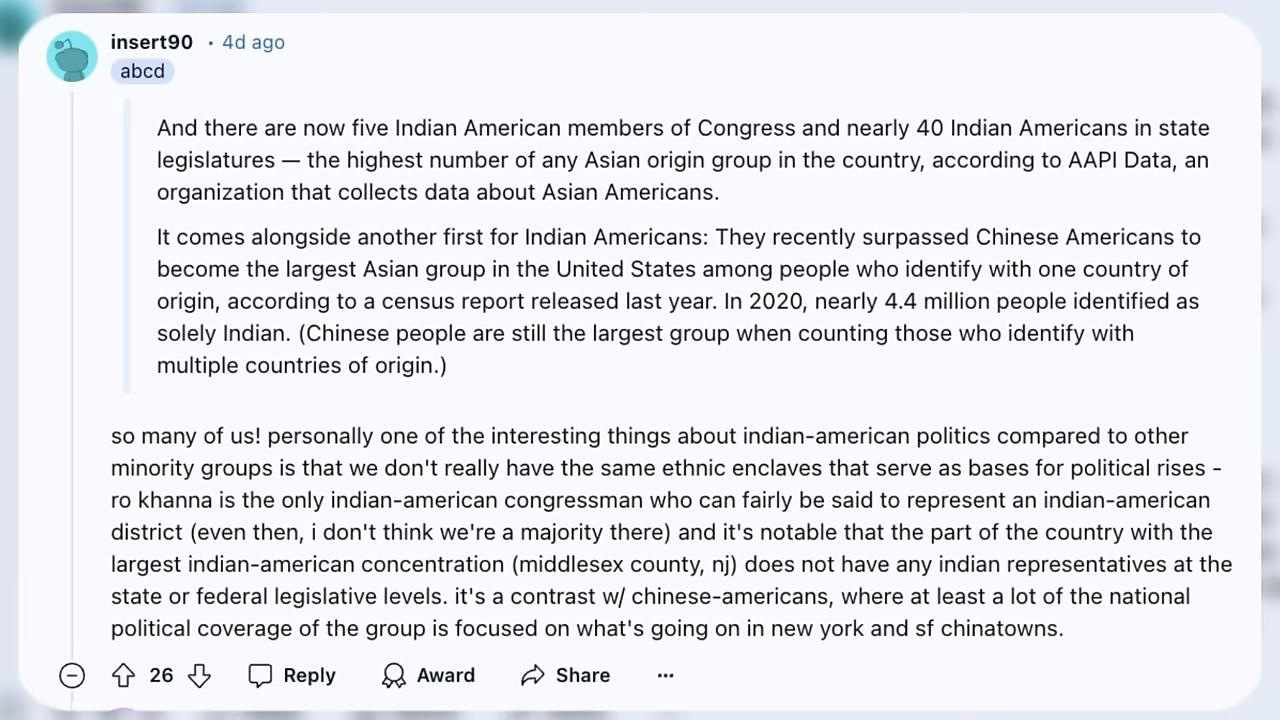 insert90 • 4d ago
abcd
And there are now five Indian American members of Congress and nearly 40 Indian Americans in state
legislatures — the highest number of any Asian origin group in the country, according to AAPI Data, an
organization that collects data about Asian Americans.
It comes alongside another first for Indian Americans: They recently surpassed Chinese Americans to
become the largest Asian group in the United States among people who identify with one country of
origin, according to a census report released last year. In 2020, nearly 4.4 million people identified as
solely Indian. (Chinese people are still the largest group when counting those who identify with
multiple countries of origin.)
so many of us! personally one of the interesting things about indian-american politics compared to other
minority groups is that we don't really have the same ethnic enclaves that serve as bases for political rises -
ro khanna is the only indian-american congressman who can fairly be said to represent an indian-american
district (even then, i don't think we're a majority there) and it's notable that the part of the country with the
largest indian-american concentration (middlesex county, nj) does not have any indian representatives at the
state or federal legislative levels. it's a contrast w/ chinese-americans, where at least a lot of the national
political coverage of the group is focused on what's going on in new york and sf chinatowns.
26 Reply Award Share ...